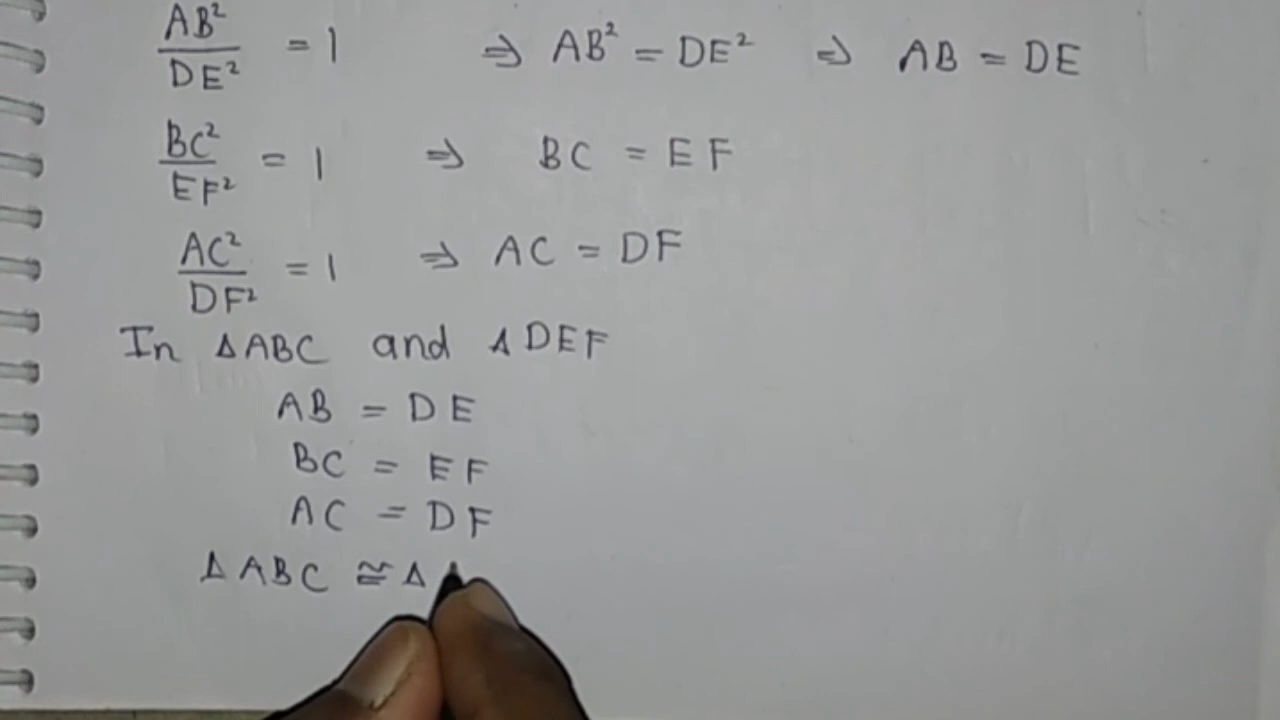 AB²/DE² = 1 ⇒ AB² = DE² ⇒ AB = DE
BC²/EF² = 1 ⇒ BC = EF
AC²/DF² = 1 ⇒ AC = DF
In ΔABC and ΔDEF
AB = DE
BC = EF
AC = DF
ΔABC ≅ Δ